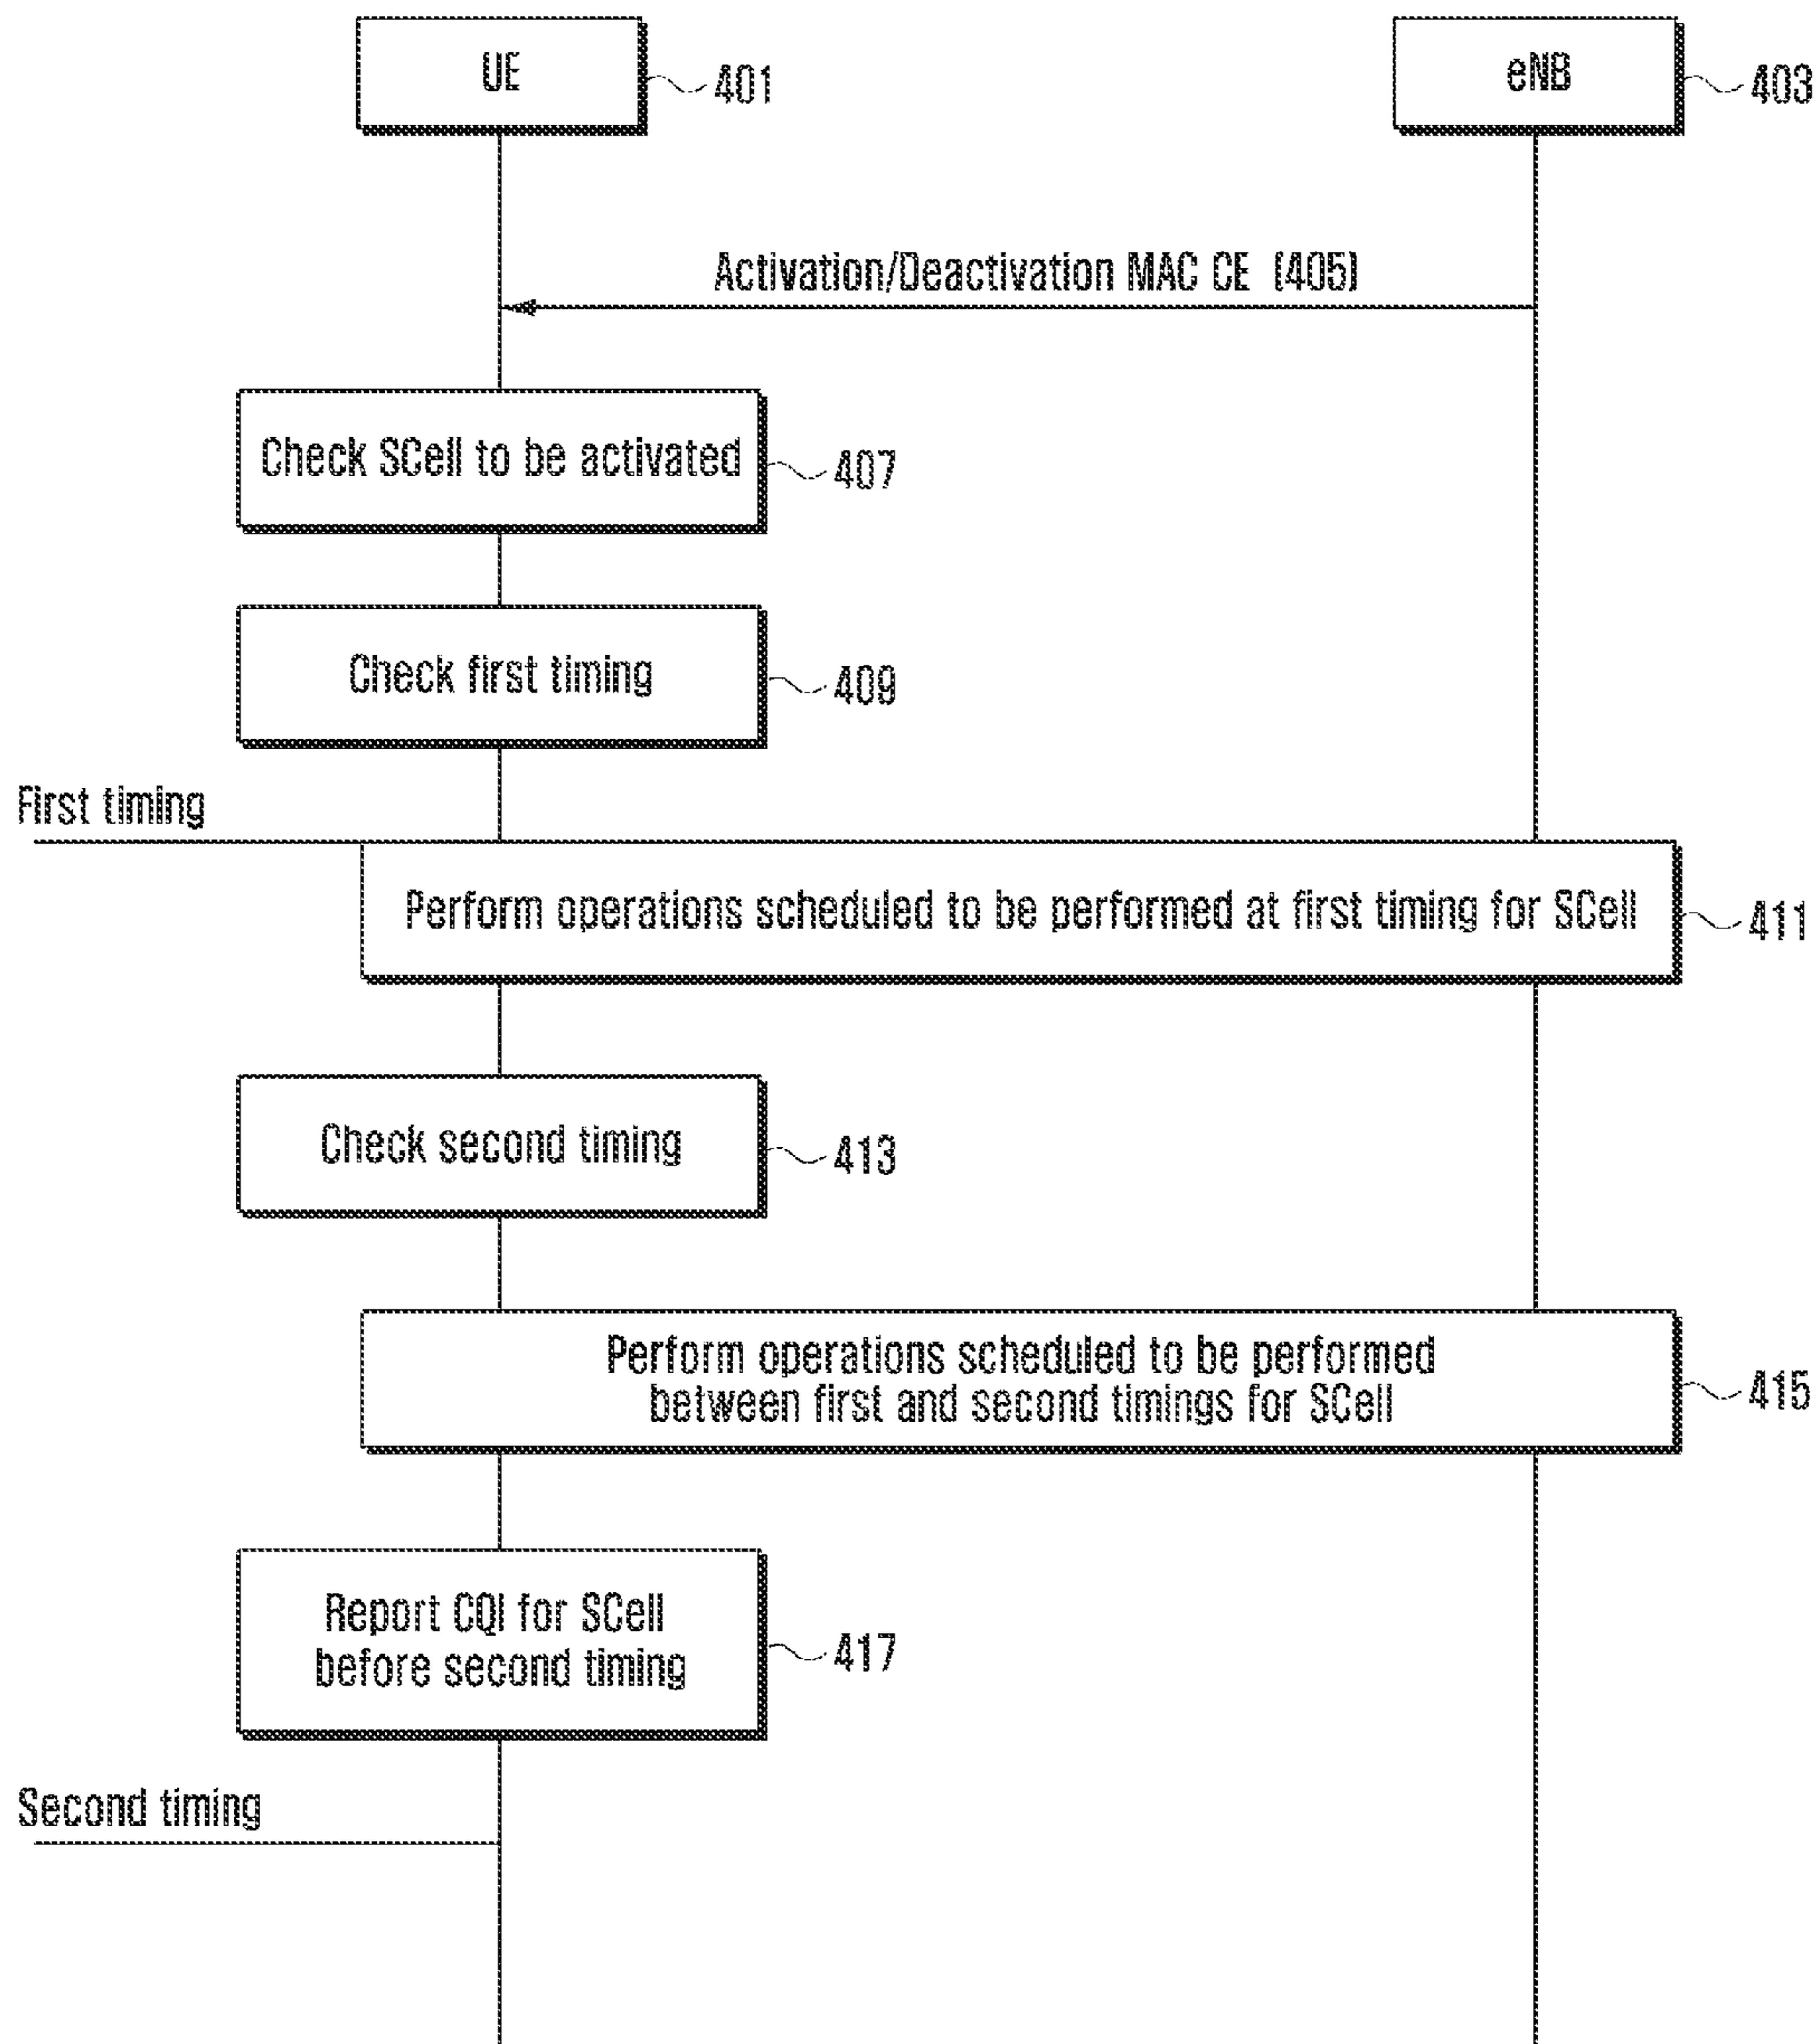 UE
401
eNB
403
Activation/Deactivation MAC CE (405)
Check SCell to be activated
407
Check first timing
409
First timing
Perform operations scheduled to be performed at first timing for SCell
411
Check second timing
413
Perform operations scheduled to be performed
between first and second timings for SCell
415
Report CQI for SCell
before second timing
417
Second timing